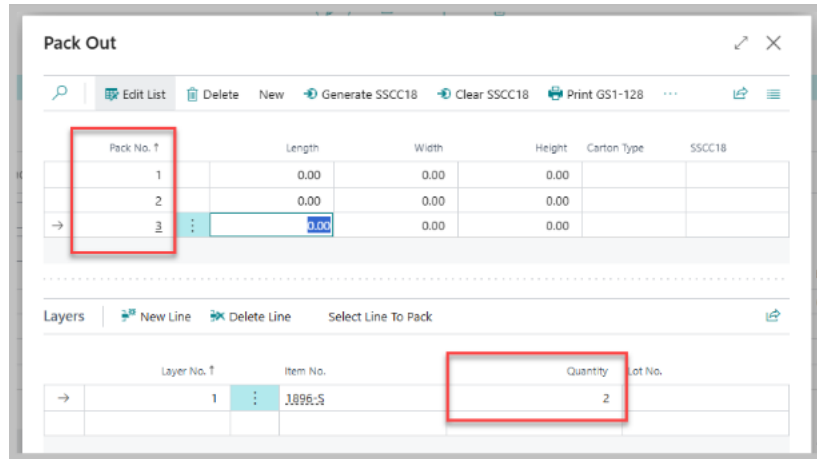 Pack Out
Edit List Delete New Generate SSCC18 Clear SSCC18 Print GS1-128 ...
Pack No. ↑ Length Width Height Carton Type SSCC18
1 0.00 0.00 0.00
2 0.00 0.00 0.00
3 0.00 0.00 0.00
Layers New Line Delete Line Select Line To Pack
Layer No. ↑ Item No. Quantity Lot No.
1 1896-S 2